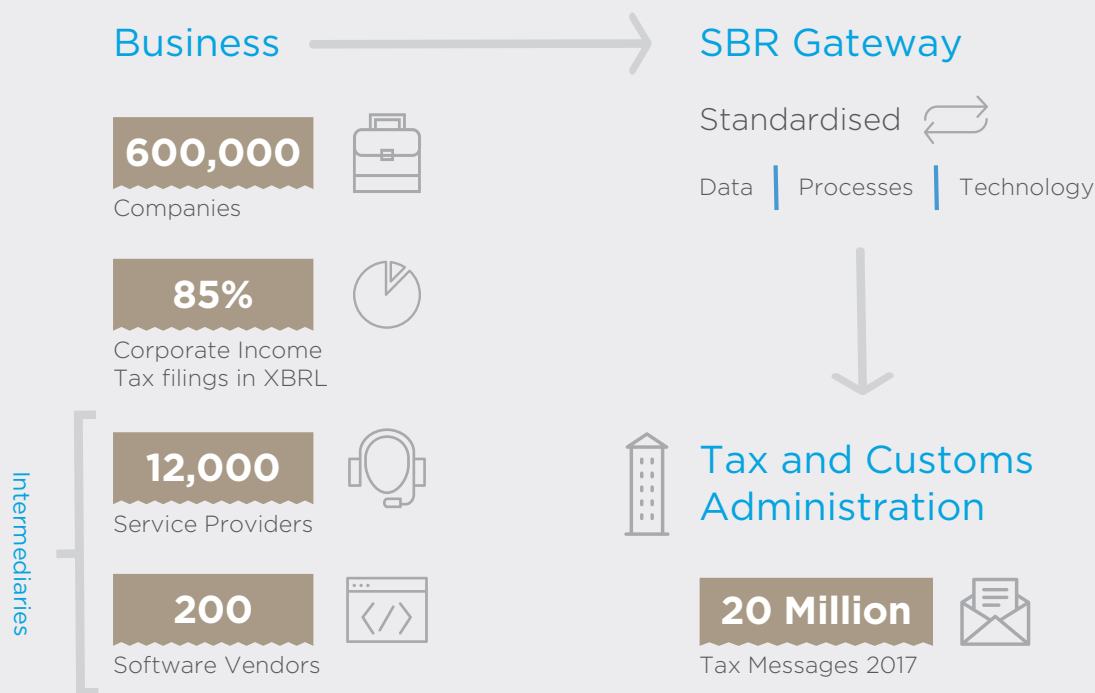 Business
600,000
Companies
85%
Corporate Income
Tax filings in XBRL
Intermediaries
12,000
Service Providers
200
Software Vendors
SBR Gateway
Standardised
Data | Processes | Technology
Tax and Customs
Administration
20 Million
Tax Messages 2017